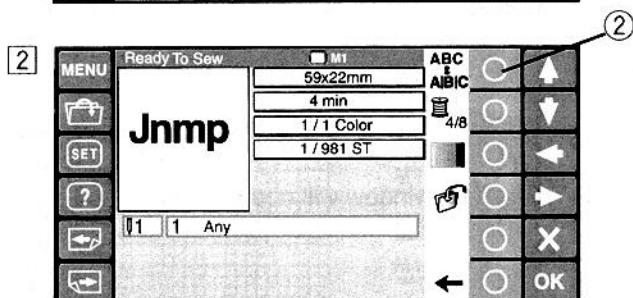 2
2
MENU
Ready To Sew
M1
ABC
&
A|B|C
59x22mm
4 min
4/8
1 / 1 Color
Jnmp
1 / 981 ST
SET
?
1 1 Any
X
OK